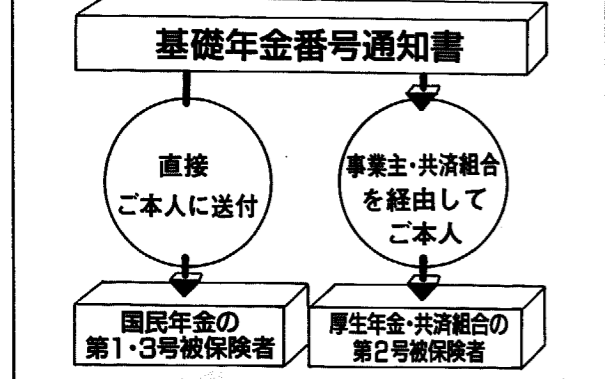 基礎年金番号通知書
直接
ご本人に送付
事業主・共済組合
を経由して
ご本人
国民年金の
第1・3号被保険者
厚生年金・共済組合の
第2号被保険者